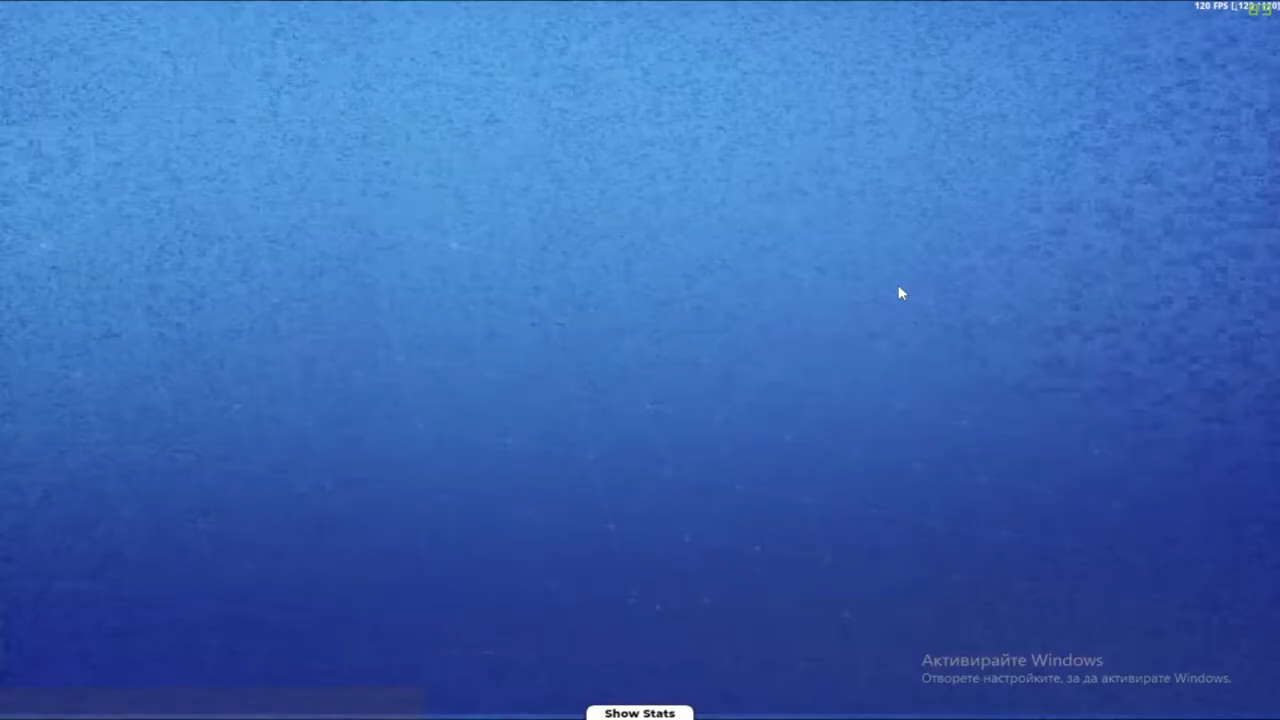 120 FPS
Активирайте Windows
Отворете настройките, за да активирате Windows.
Show Stats